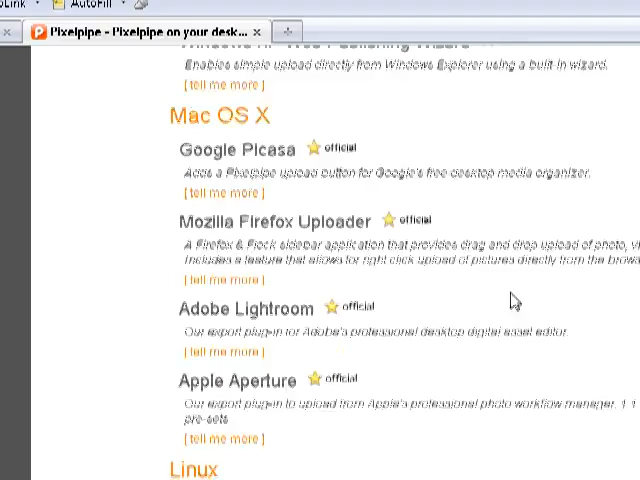 AutoFill
Pixelpipe - Pixelpipe on your desk...
Enables simple upload directly from Windows Explorer using a built-in wizard.
[ tell me more ]
Mac OS X
Google Picasa official
Adds a Pixelpipe upload button for Google's free desktop media organizer.
[ tell me more ]
Mozilla Firefox Uploader official
A Firefox & Flock sidebar application that provides drag and drop upload of photo,
Includes a feature that allows for right click upload of pictures directly from the
[ tell me more ]
Adobe Lightroom official
Our export plug-in for Adobe's professional desktop digital asset editor.
[ tell me more ]
Apple Aperture official
Our export plug-in to upload from Apple's professional photo workflow manager.
pre-sets
[ tell me more ]
Linux